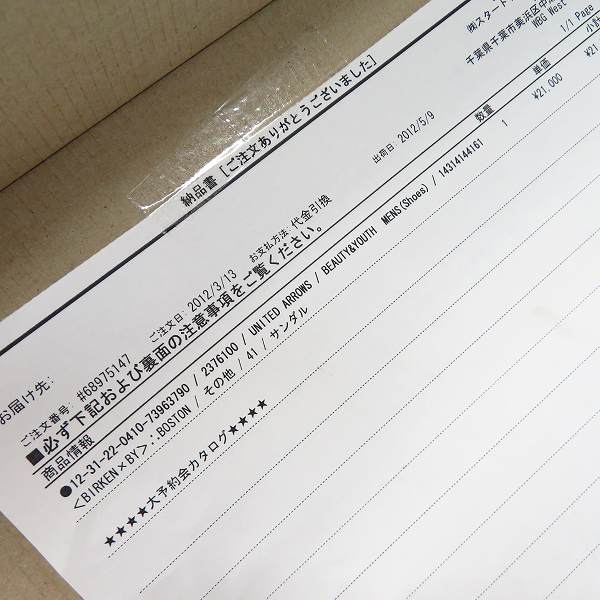 ㈱スタート
千葉県千葉市美浜区中
WBG West
1/1 Page
納品書 [ご注文ありがとうございました]
お届け先:
ご注文番号: #68975147 ご注文日: 2012/3/13 お支払方法: 代金引換 出荷日: 2012/5/9
■必ず下記および裏面の注意事項をご覧ください。
商品情報 数量 単価 小計
●12-31-22-0410-73963790 / 2376100 / UNITED ARROWS / BEAUTY&YOUTH MENS(Shoes) / 14314144161 1 ¥21,000 ¥21
<BIRKEN×BY>:.BOSTON / その他 / 41 / サンダル
★★★★大予約会カタログ★★★★